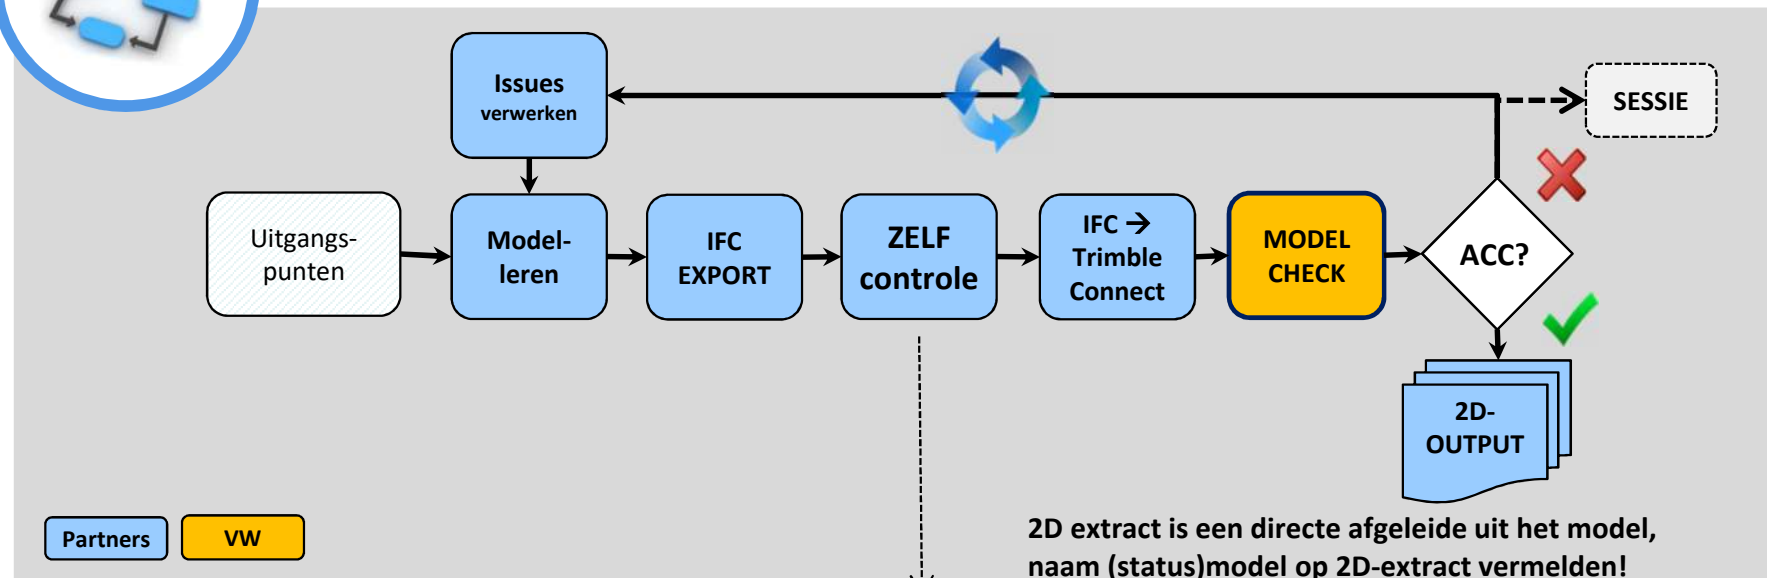 Issues
verwerken
SESSIE
Uitgangs-
punten
Model-
leren
IFC
EXPORT
ZELF
controle
IFC →
Trimble
Connect
MODEL
CHECK
ACC?
2D-
OUTPUT
Partners
VW
2D extract is een directe afgeleide uit het model,
naam (status)model op 2D-extract vermelden!